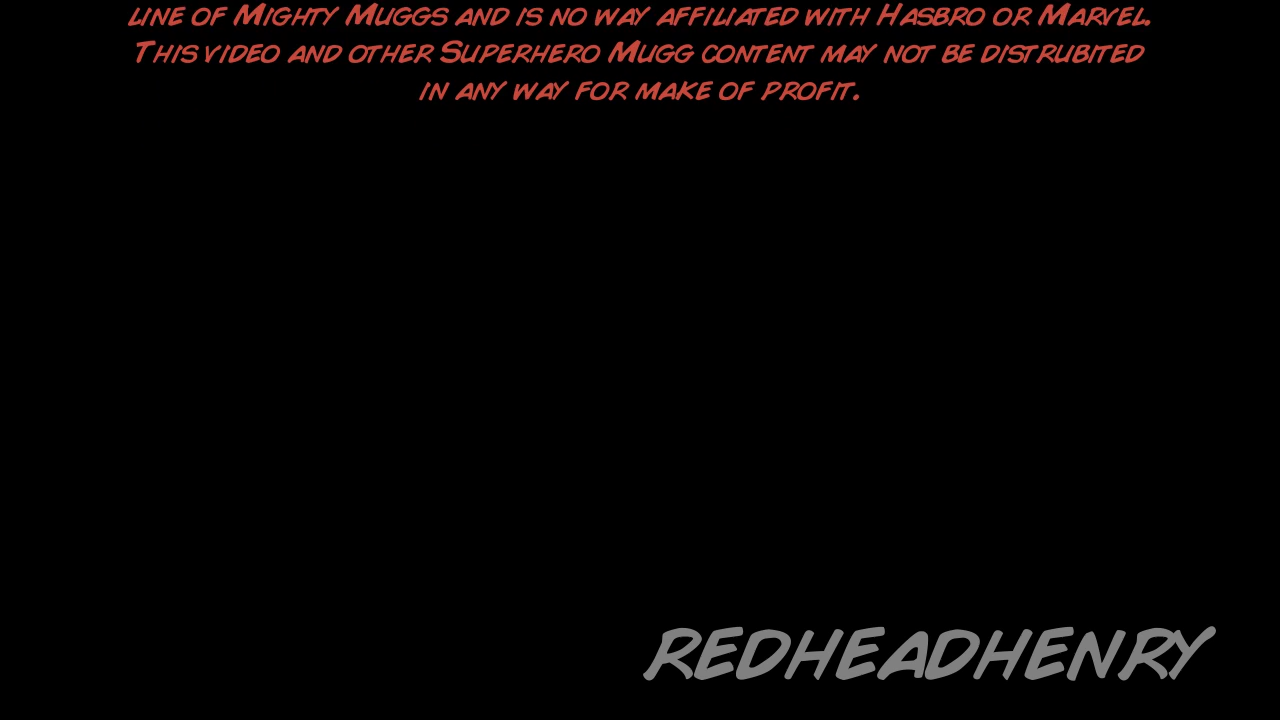 line of Mighty Muggs and is no way affiliated with Hasbro or Marvel.
This video and other Superhero Mugg content may not be distrubited
in any way for make of profit.
REDHEADHENRY